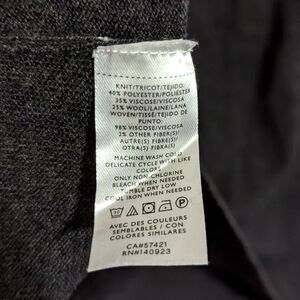 KNIT/TRICOT/TEJIDO:
40% POLYESTER/POLIÉSTER
35% VISCOSE/VISCOSA
25% WOOL/LAINE/LANA
WOVEN/TISSÉ/TEJIDO DE
PUNTO:
98% VISCOSE/VISCOSA
2% OTHER FIBER(S)/
AUTRE(S) FIBRE(S)/
OTRA(S) FIBRA(S)
MACHINE WASH COLD
DELICATE CYCLE WITH LIKE
COLORS
ONLY NON-CHLORINE
BLEACH WHEN NEEDED
TUMBLE DRY LOW
COOL IRON WHEN NEEDED
30 P
AVEC DES COULEURS
SEMBLABLES / CON
COLORES SIMILARES
CA#57421
RN#140923